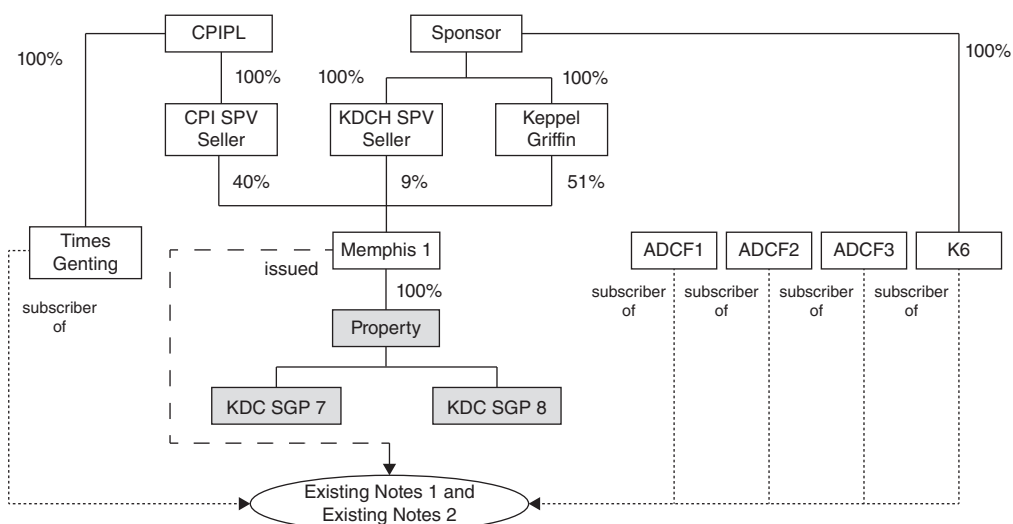 CPIPL
Sponsor
100%
100%
100%
100%
100%
CPI SPV
Seller
KDCH SPV
Seller
Keppel
Griffin
40%
9%
51%
Times
Genting
Memphis 1
ADCF1
ADCF2
ADCF3
K6
issued
subscriber
of
100%
subscriber
of
subscriber
of
subscriber
of
subscriber
of
Property
KDC SGP 7
KDC SGP 8
Existing Notes 1 and
Existing Notes 2